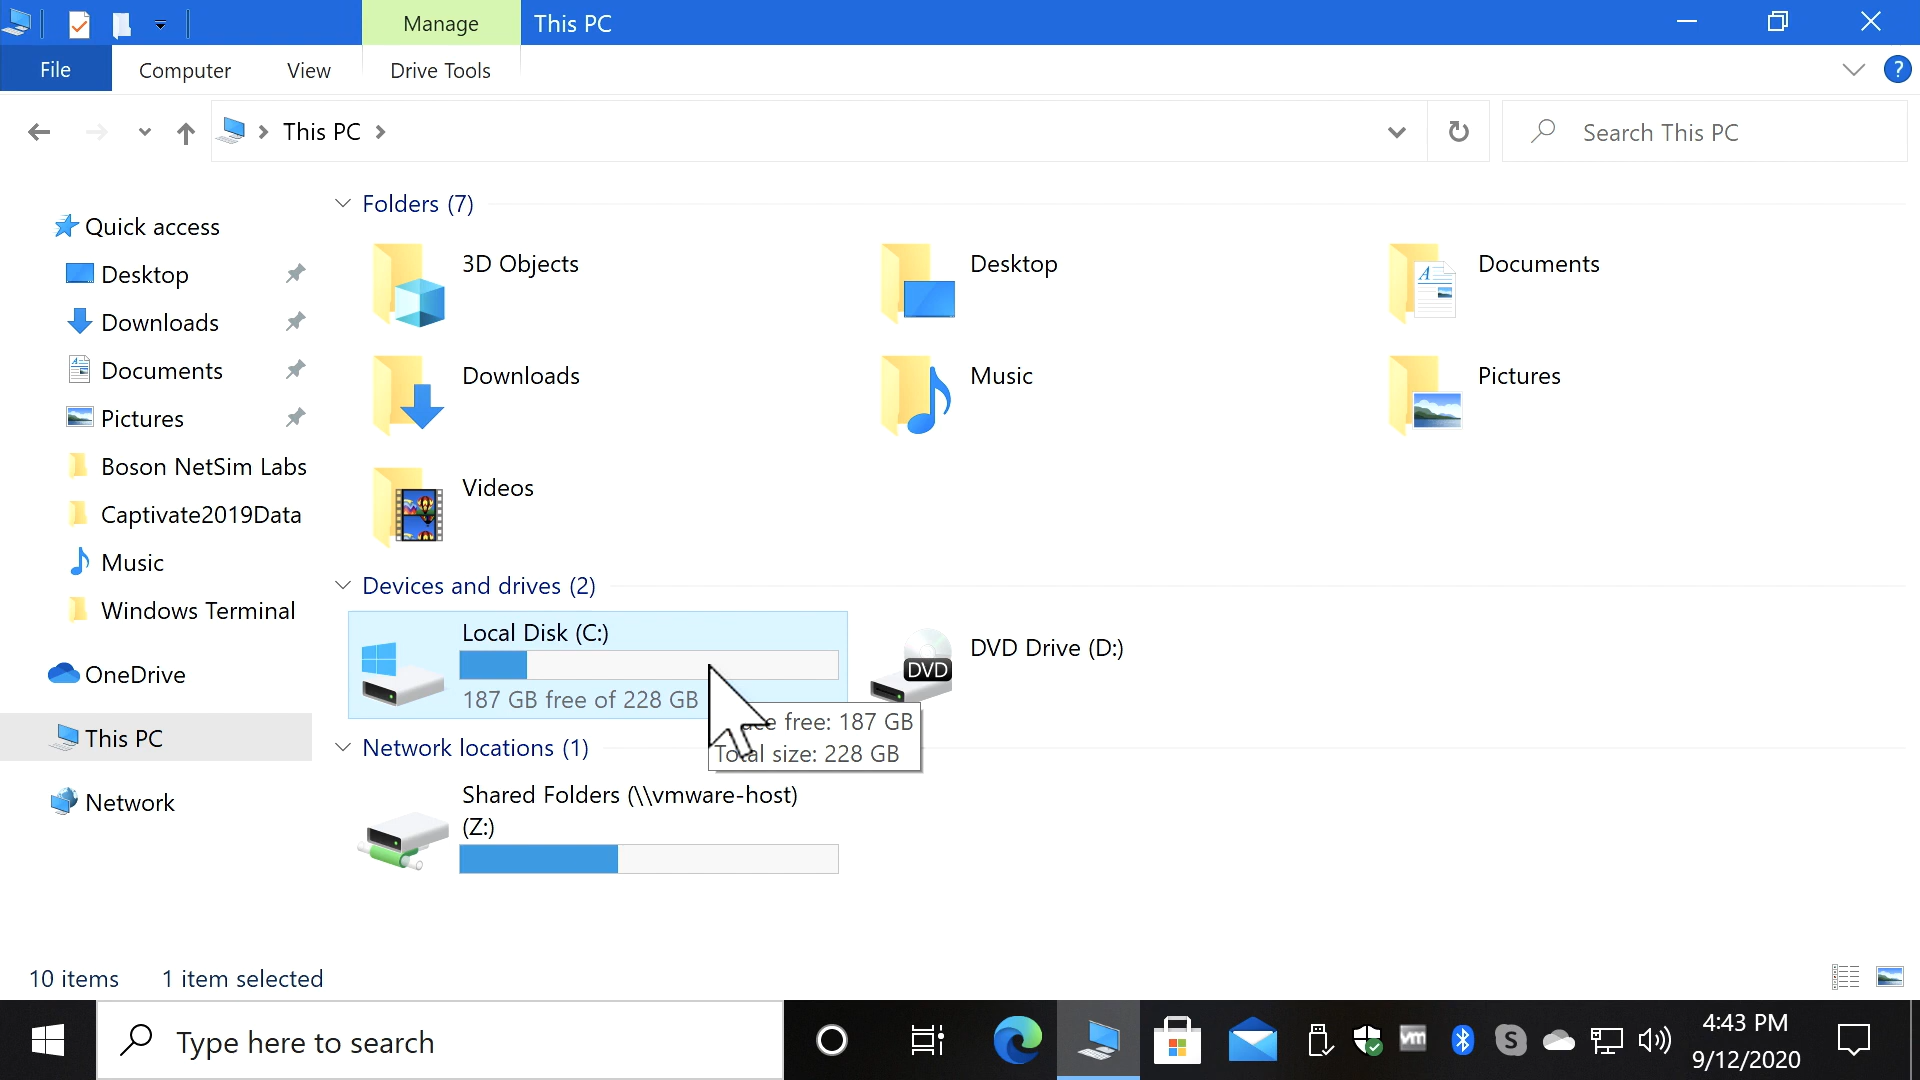 Manage
This PC
File
Computer
View
Drive Tools
?
This PC
Search This PC
Quick access
Desktop
Downloads
Documents
Pictures
Boson NetSim Labs
Captivate2019Data
Music
Windows Terminal
OneDrive
This PC
Network
Folders (7)
3D Objects
Desktop
Documents
Downloads
Music
Pictures
Videos
Devices and drives (2)
Local Disk (C:)
187 GB free of 228 GB
DVD
DVD Drive (D:)
free: 187 GB
Total size: 228 GB
Network locations (1)
Shared Folders (\\vmware-host)
(Z:)
10 items
1 item selected
Type here to search
vm
S
4:43 PM
9/12/2020